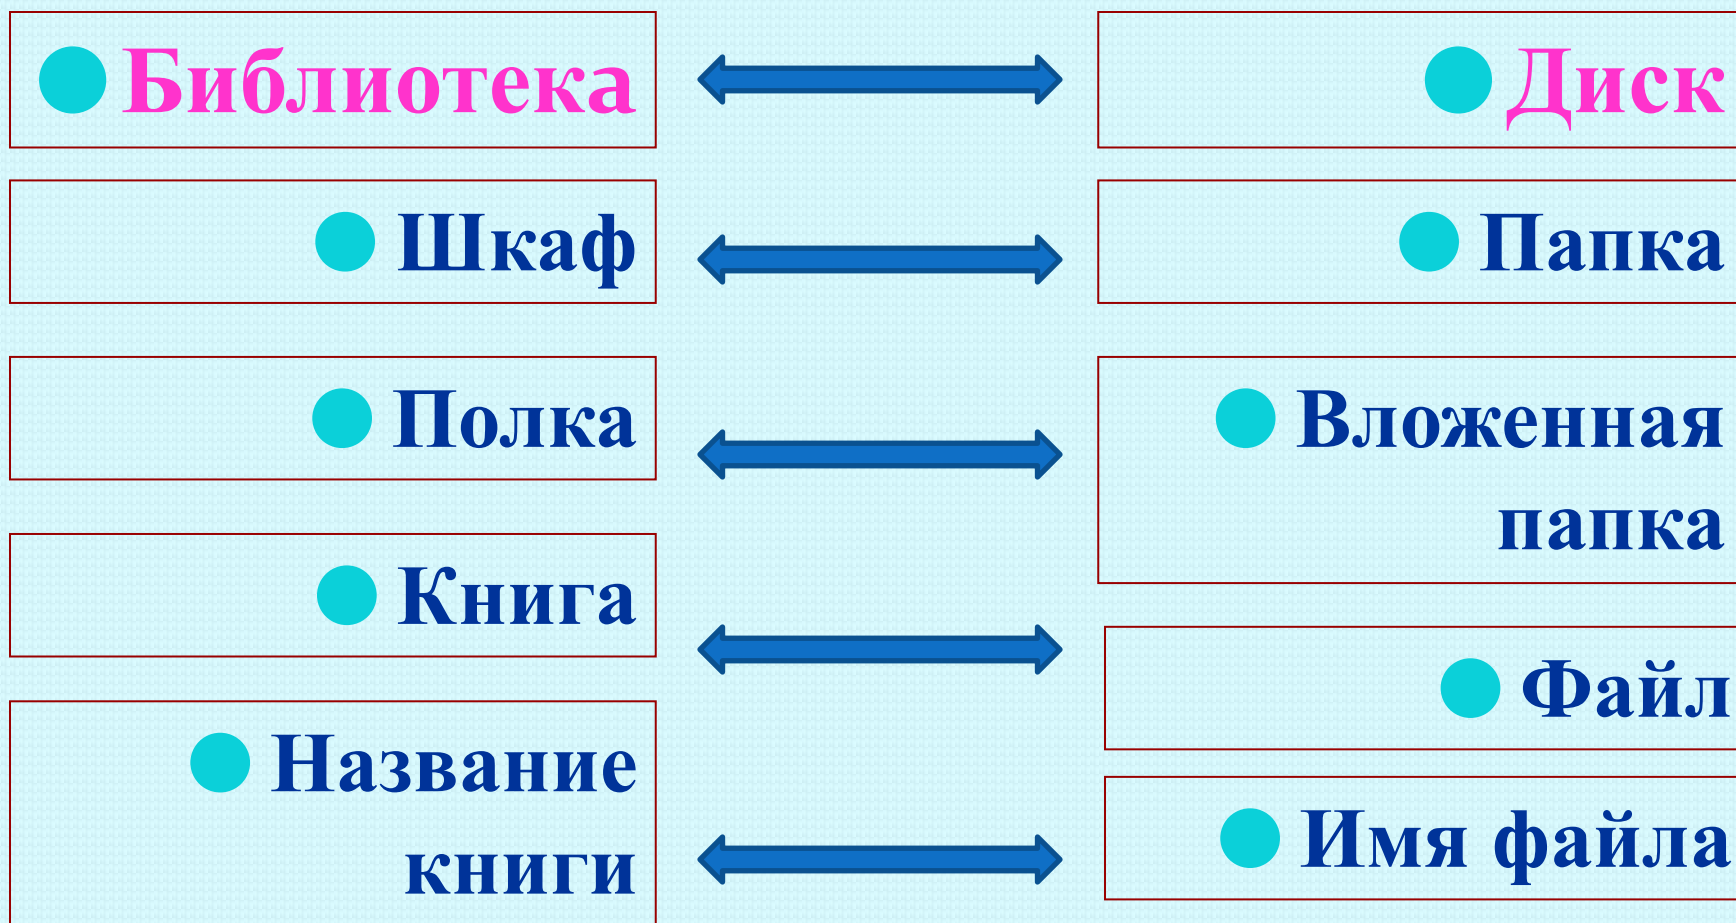 Библиотека
Диск
Шкаф
Папка
Полка
Вложенная
папка
Книга
Файл
Название
книги
Имя файла